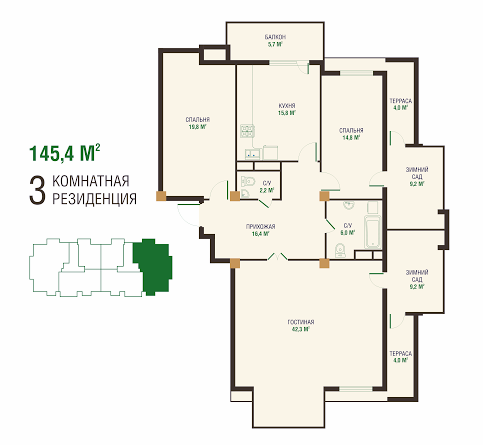 БАЛКОН
5,7 М²
СПАЛЬНЯ
19,8 М²
КУХНЯ
15,8 М²
ТЕРРАСА
4,0 М²
СПАЛЬНЯ
14,8 М²
145,4 М²
3 КОМНАТНАЯ
РЕЗИДЕНЦИЯ
С/У
2,2 М²
ЗИМНИЙ
САД
9,2 М²
ПРИХОЖАЯ
16,4 М²
С/У
6,0 М²
ЗИМНИЙ
САД
9,2 М²
ГОСТИНАЯ
42,3 М²
ТЕРРАСА
4,0 М²